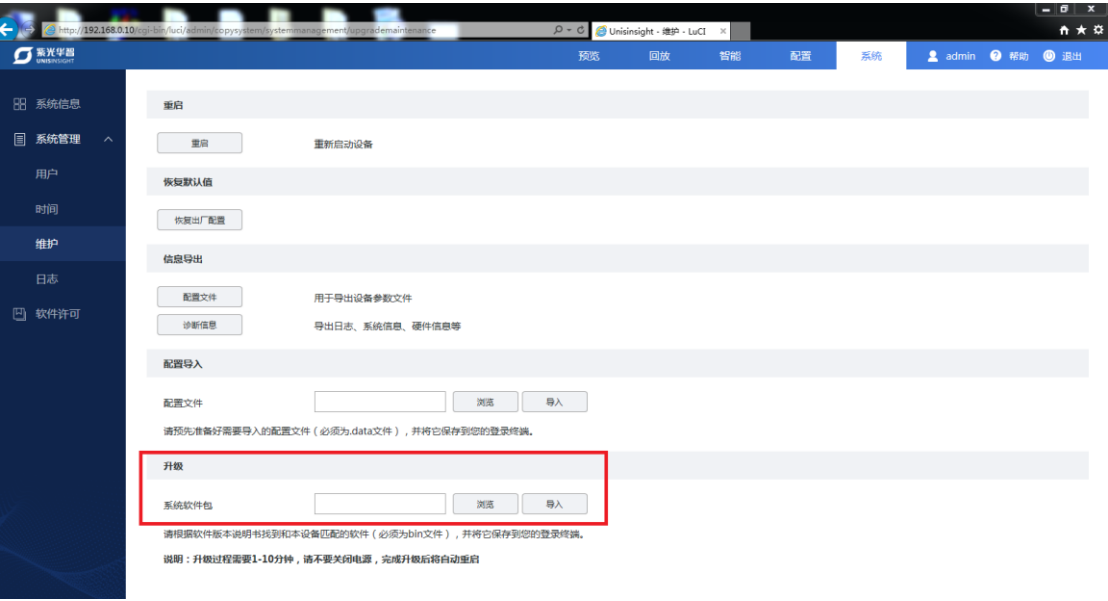 http://192.168.0.10/cgi-bin/luci/admin/copysystem/systemmanagement/upgrademaintenance
Unisinsight - 维护 - LuCI
紫光华智
UNISINSIGHT
预览 回放 智能 配置 系统 admin 帮助 退出
系统信息
系统管理
用户
时间
维护
日志
软件许可
重启
重启 重新启动设备
恢复默认值
恢复出厂配置
信息导出
配置文件 用于导出设备参数文件
诊断信息 导出日志、系统信息、硬件信息等
配置导入
配置文件 浏览 导入
请预先准备好需要导入的配置文件（必须为.data文件），并将它保存到您的登录终端。
升级
系统软件包 浏览 导入
请根据软件版本说明书找到和本设备匹配的软件（必须为bin文件），并将它保存到您的登录终端。
说明：升级过程需要1-10分钟，请不要关闭电源，完成升级后将自动重启